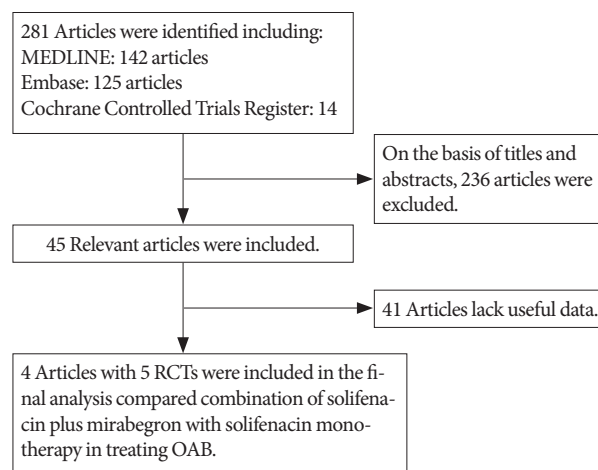 281 Articles were identified including:
MEDLINE: 142 articles
Embase: 125 articles
Cochrane Controlled Trials Register: 14
On the basis of titles and
abstracts, 236 articles were
excluded.
45 Relevant articles were included.
41 Articles lack useful data.
4 Articles with 5 RCTs were included in the fi-
nal analysis compared combination of solifena-
cin plus mirabegron with solifenacin mono-
therapy in treating OAB.